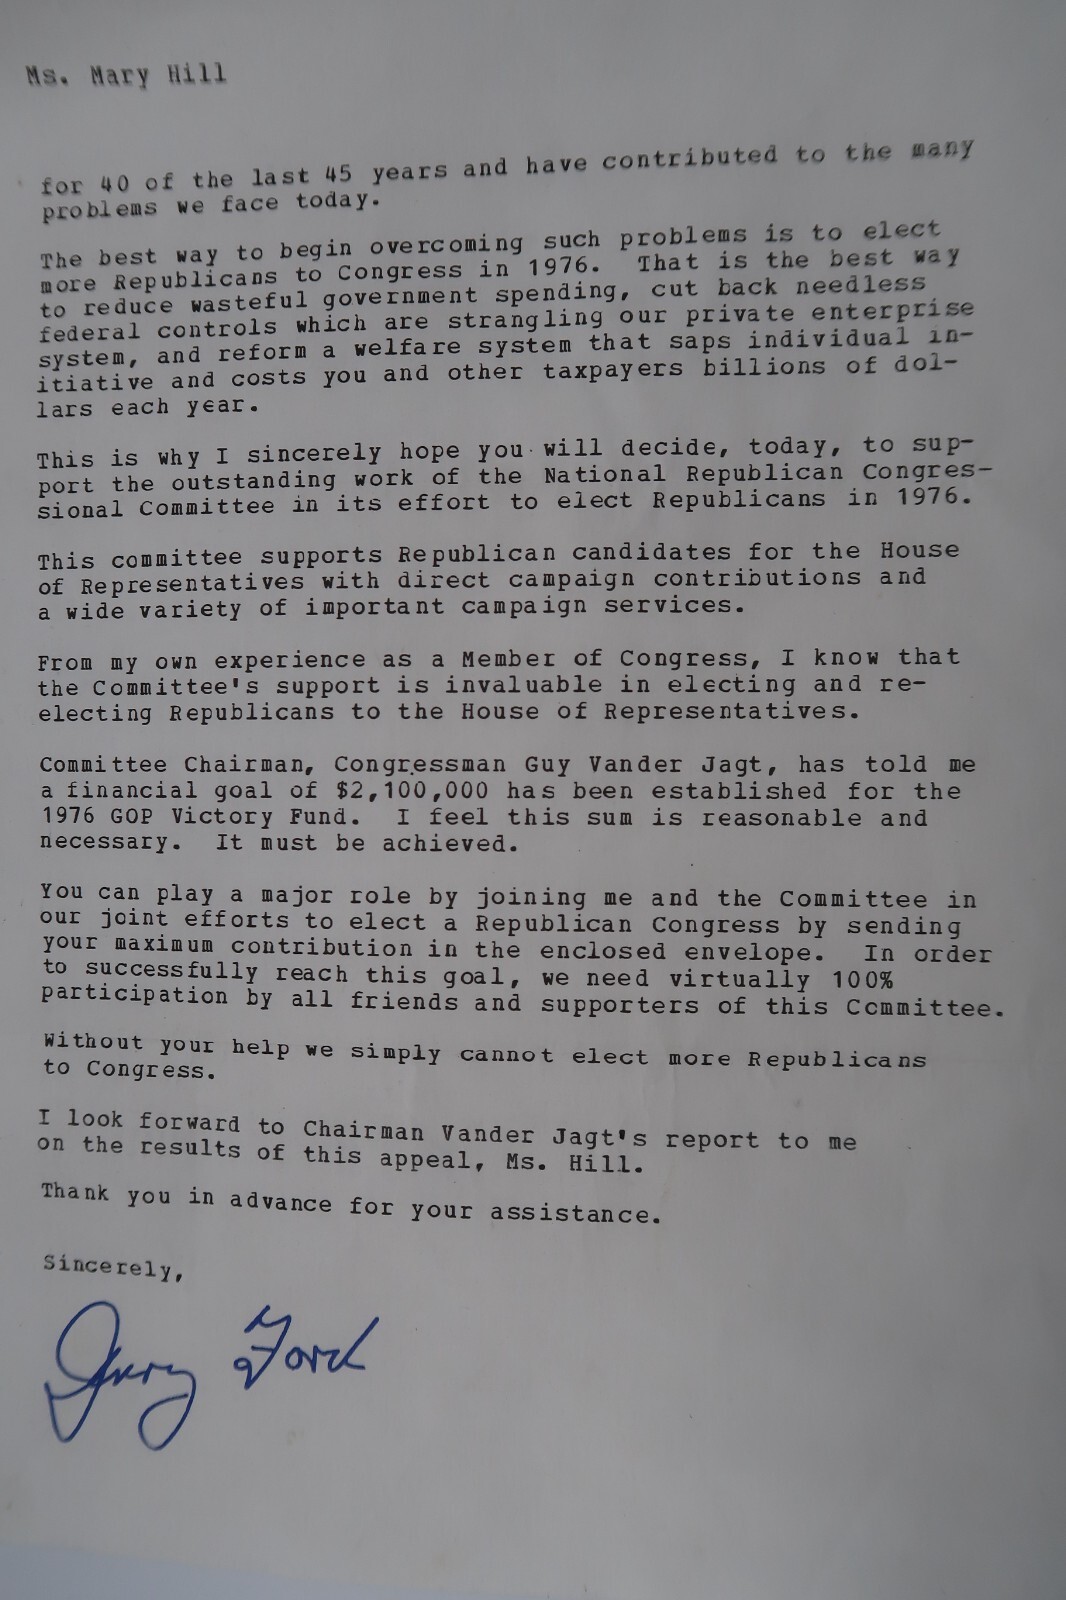 Ms. Mary Hill
for 40 of the last 45 years and have contributed to the many
problems we face today.
The best way to begin overcoming such problems is to elect
more Republicans to Congress in 1976. That is the best way
to reduce wasteful government spending, cut back needless
federal controls which are strangling our private enterprise
system, and reform a welfare system that saps individual in-
itiative and costs you and other taxpayers billions of dol-
lars each year.
This is why I sincerely hope you will decide, today, to sup-
port the outstanding work of the National Republican Congres-
sional Committee in its effort to elect Republicans in 1976.
This committee supports Republican candidates for the House
of Representatives with direct campaign contributions and
a wide variety of important campaign services.
From my own experience as a Member of Congress, I know that
the Committee's support is invaluable in electing and re-
electing Republicans to the House of Representatives.
Committee Chairman, Congressman Guy Vander Jagt, has told me
a financial goal of $2,100,000 has been established for the
1976 GOP Victory Fund. I feel this sum is reasonable and
necessary. It must be achieved.
You can play a major role by joining me and the Committee in
our joint efforts to elect a Republican Congress by sending
your maximum contribution in the enclosed envelope. In order
to successfully reach this goal, we need virtually 100%
participation by all friends and supporters of this Ccmmittee.
Without your help we simply cannot elect more Republicans
to Congress.
I look forward to Chairman Vander Jagt's report to me
on the results of this appeal, Ms. Hill.
Thank you in advance for your assistance.
Sincerely,
Jerry Ford